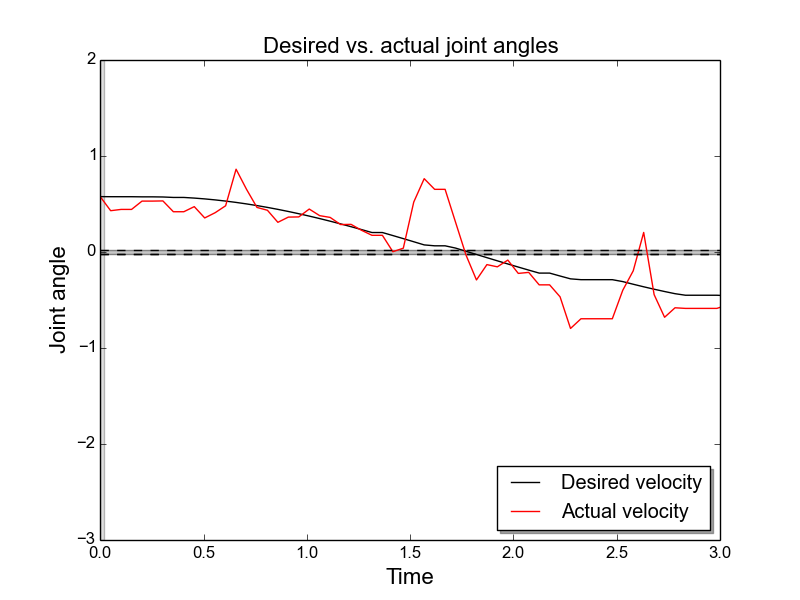 Desired vs. actual joint angles
2
1
0
−1
−2
−3
Joint angle
0.0 0.5 1.0 1.5 2.0 2.5 3.0
Time
Desired velocity
Actual velocity